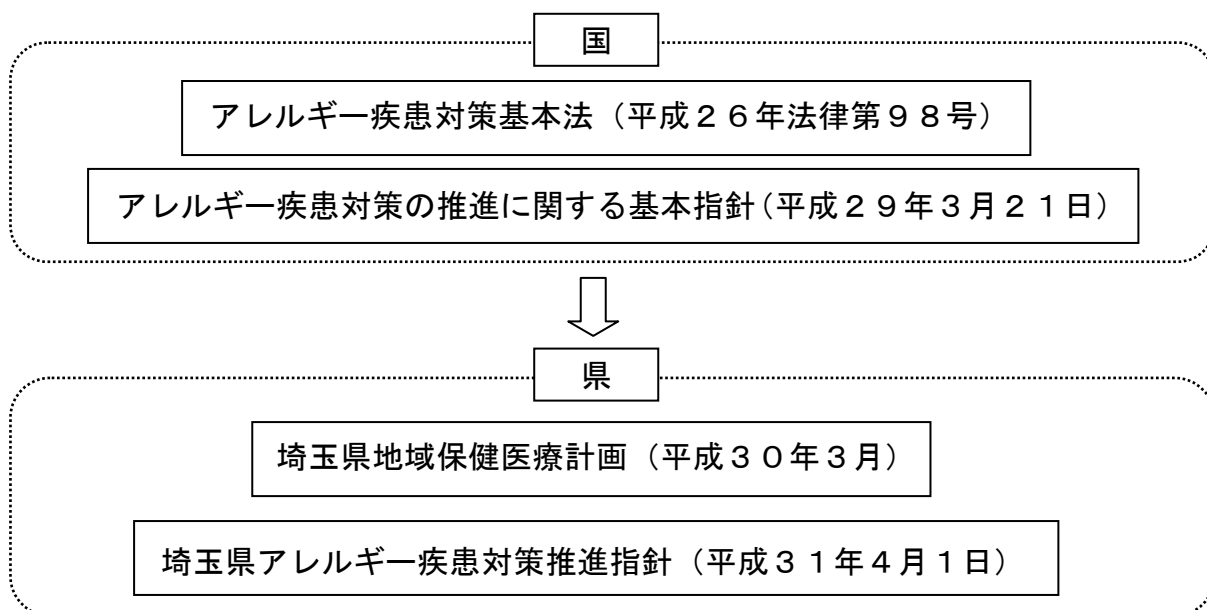 国
アレルギー疾患対策基本法（平成２６年法律第９８号）
アレルギー疾患対策の推進に関する基本指針（平成２９年３月２１日）
県
埼玉県地域保健医療計画（平成３０年３月）
埼玉県アレルギー疾患対策推進指針（平成３１年４月１日）